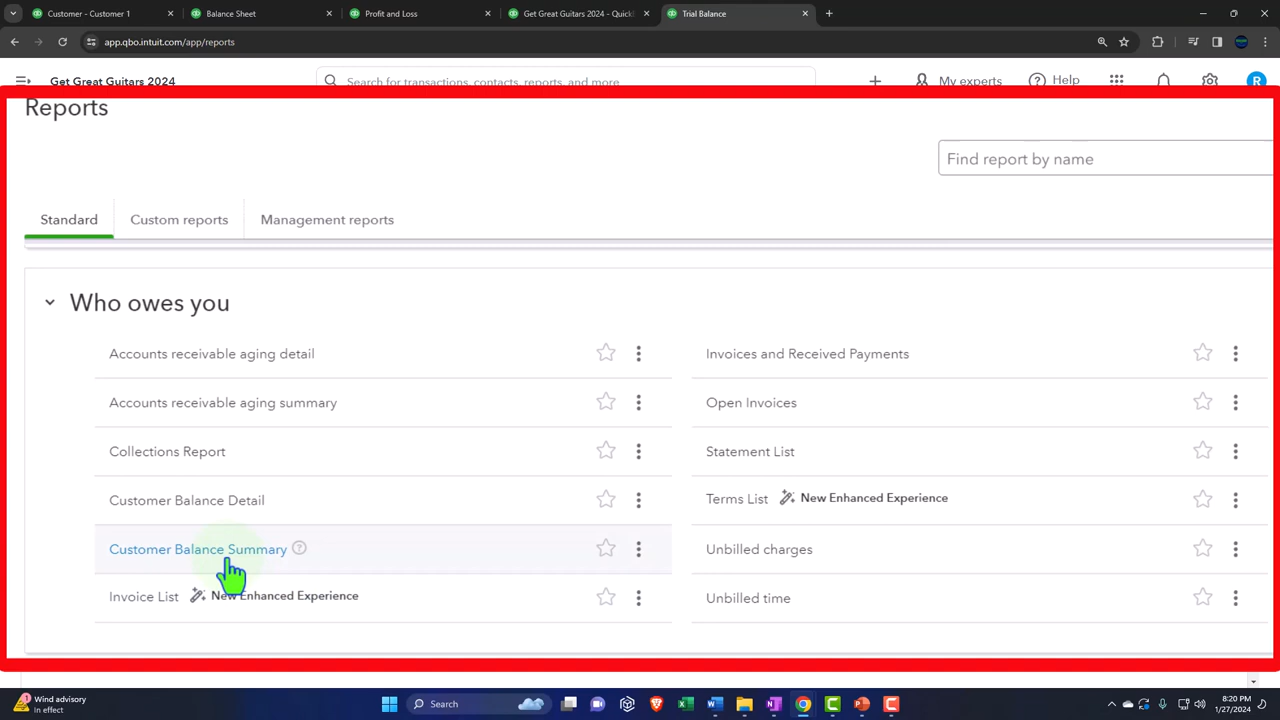 Customer - Customer 1
Balance Sheet
Profit and Loss
Get Great Guitars 2024 - Quick
Trial Balance
app.qbo.intuit.com/app/reports
Get Great Guitars 2024
Search for transactions, contacts, reports, and more
My experts
Help
R
Reports
Find report by name
Standard
Custom reports
Management reports
Who owes you
Accounts receivable aging detail
Invoices and Received Payments
Accounts receivable aging summary
Open Invoices
Collections Report
Statement List
Customer Balance Detail
Terms List New Enhanced Experience
Customer Balance Summary
Unbilled charges
Invoice List New Enhanced Experience
Unbilled time
1
Wind advisory
In effect
Search
8:20 PM
1/27/2024